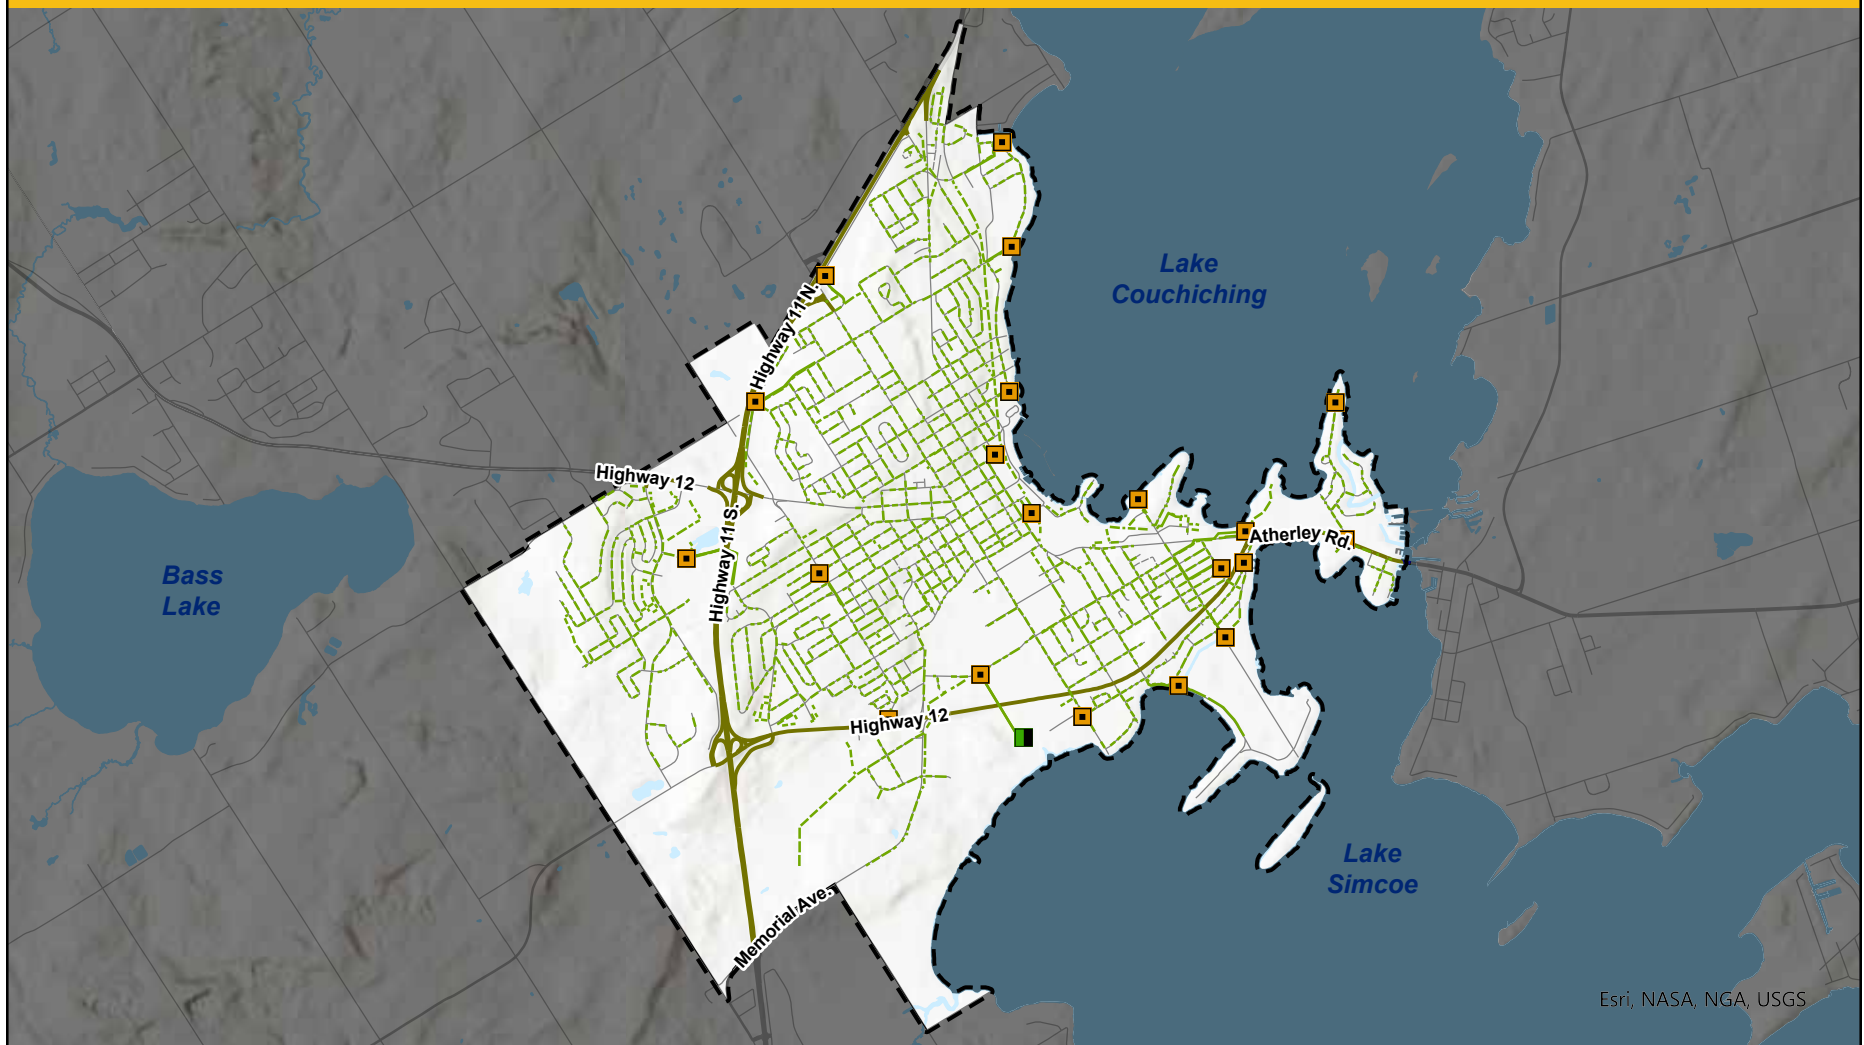 Lake
Couchiching
Highway 11 N.
Highway 12
Atherley Rd.
Highway 11 S.
Bass
Lake
Highway 12
Lake
Simcoe
Memorial Ave.
Esri, NASA, NGA, USGS